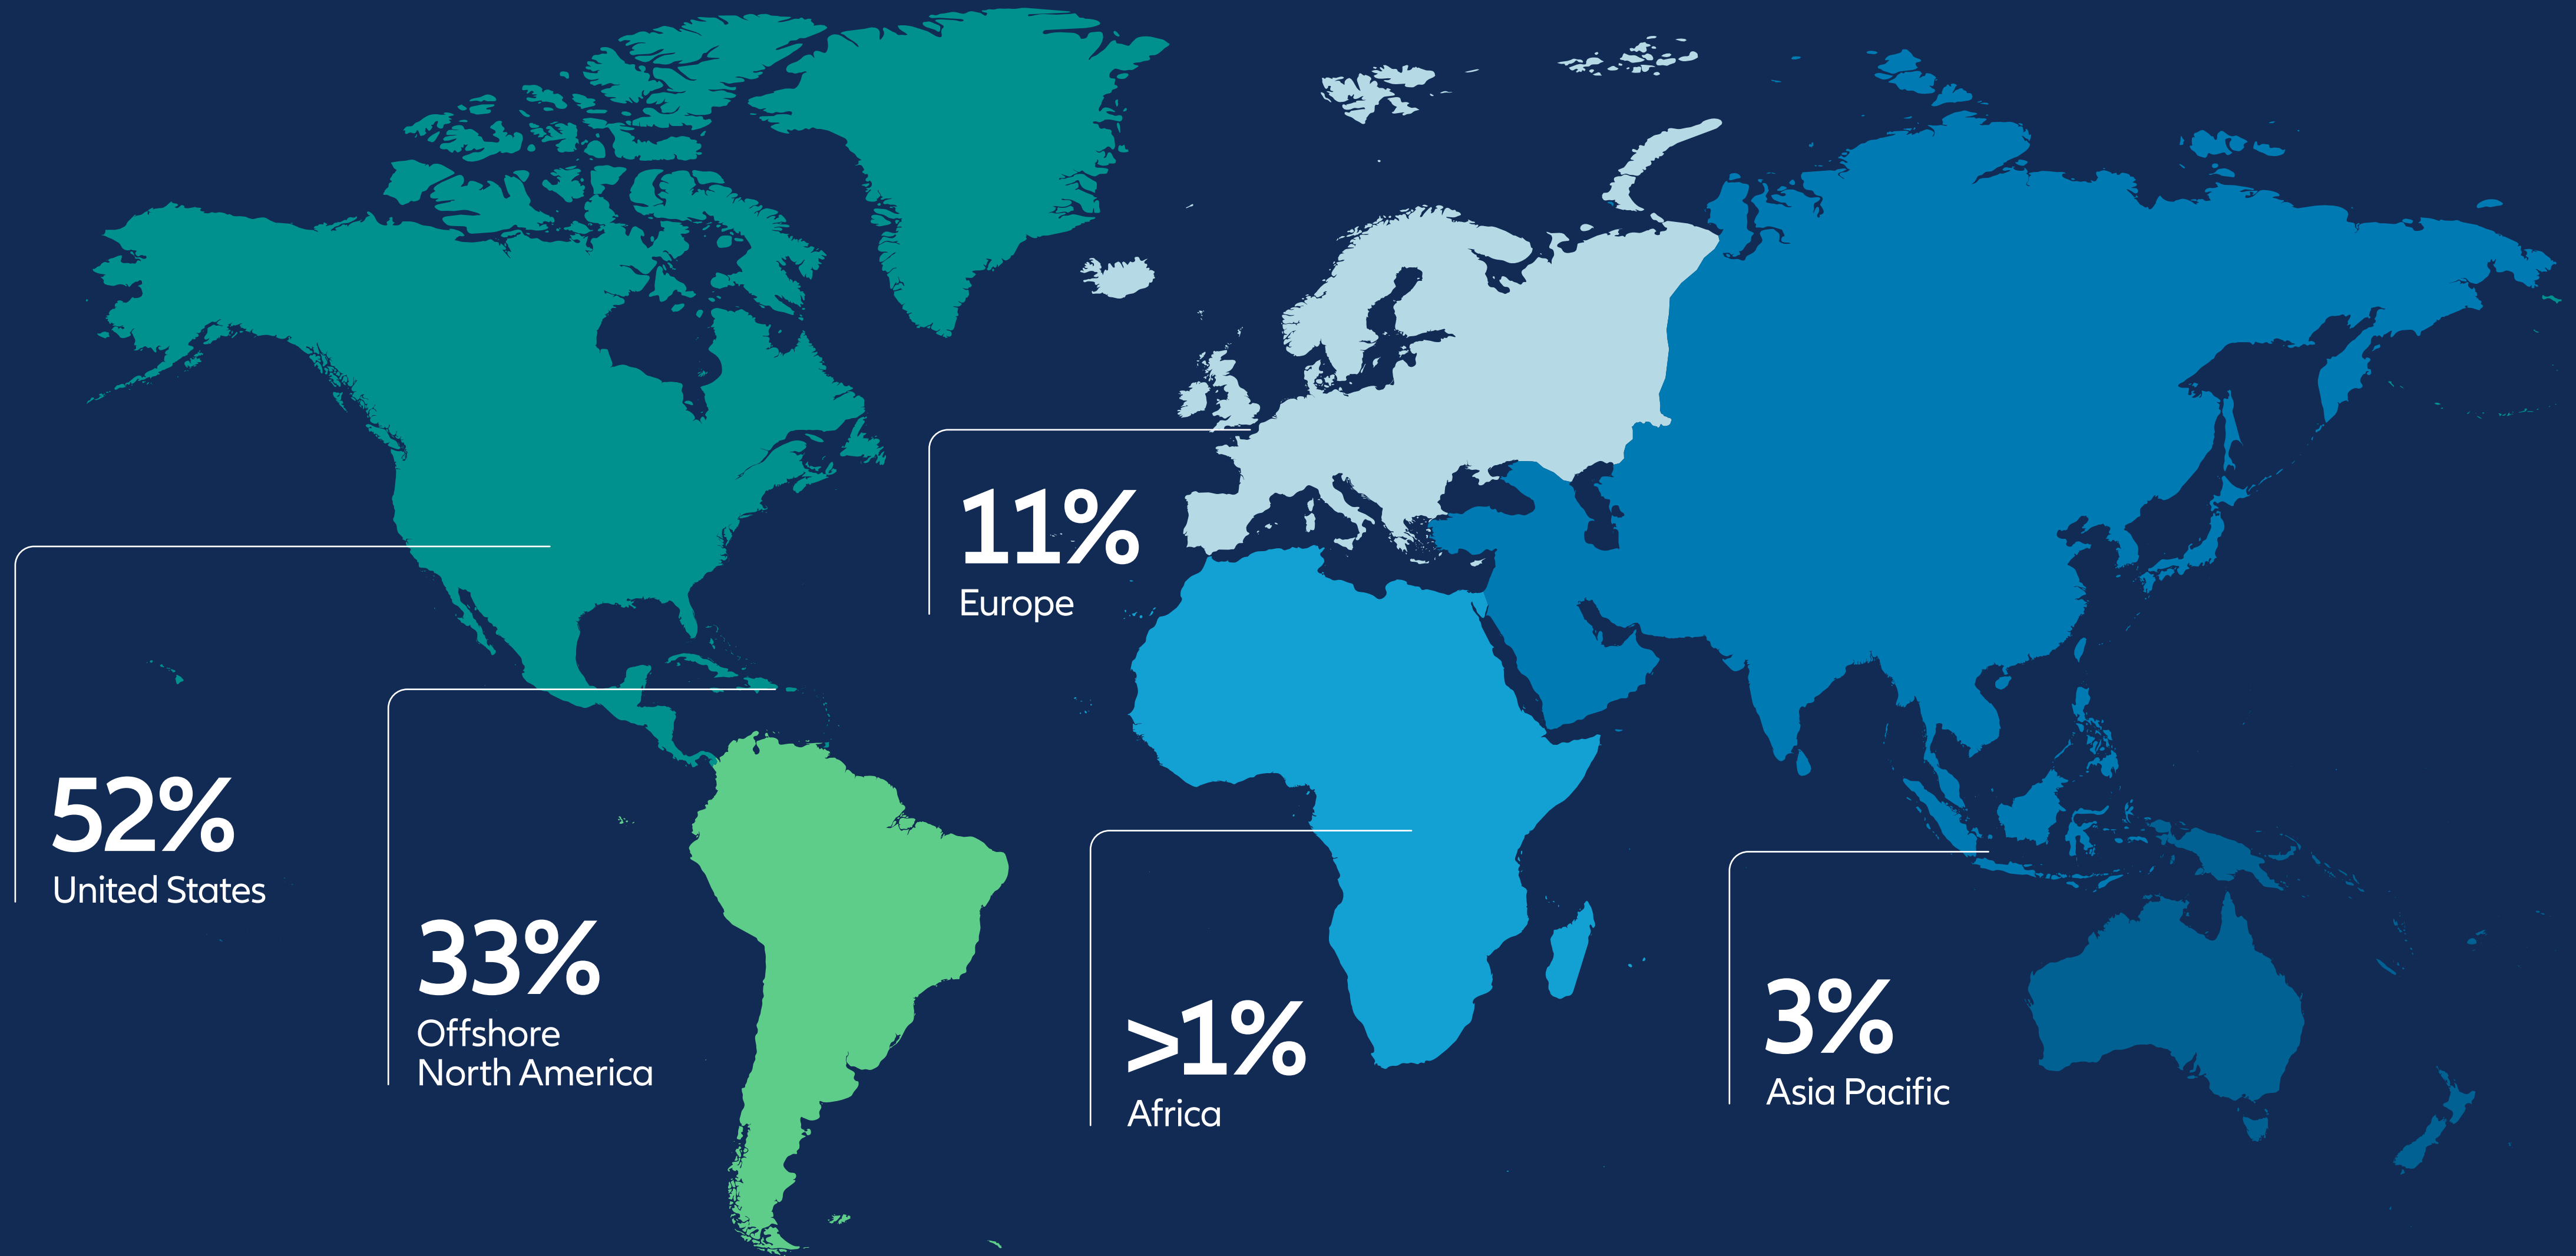 52%
United States
33%
Offshore
North America
11%
Europe
>1%
Africa
3%
Asia Pacific